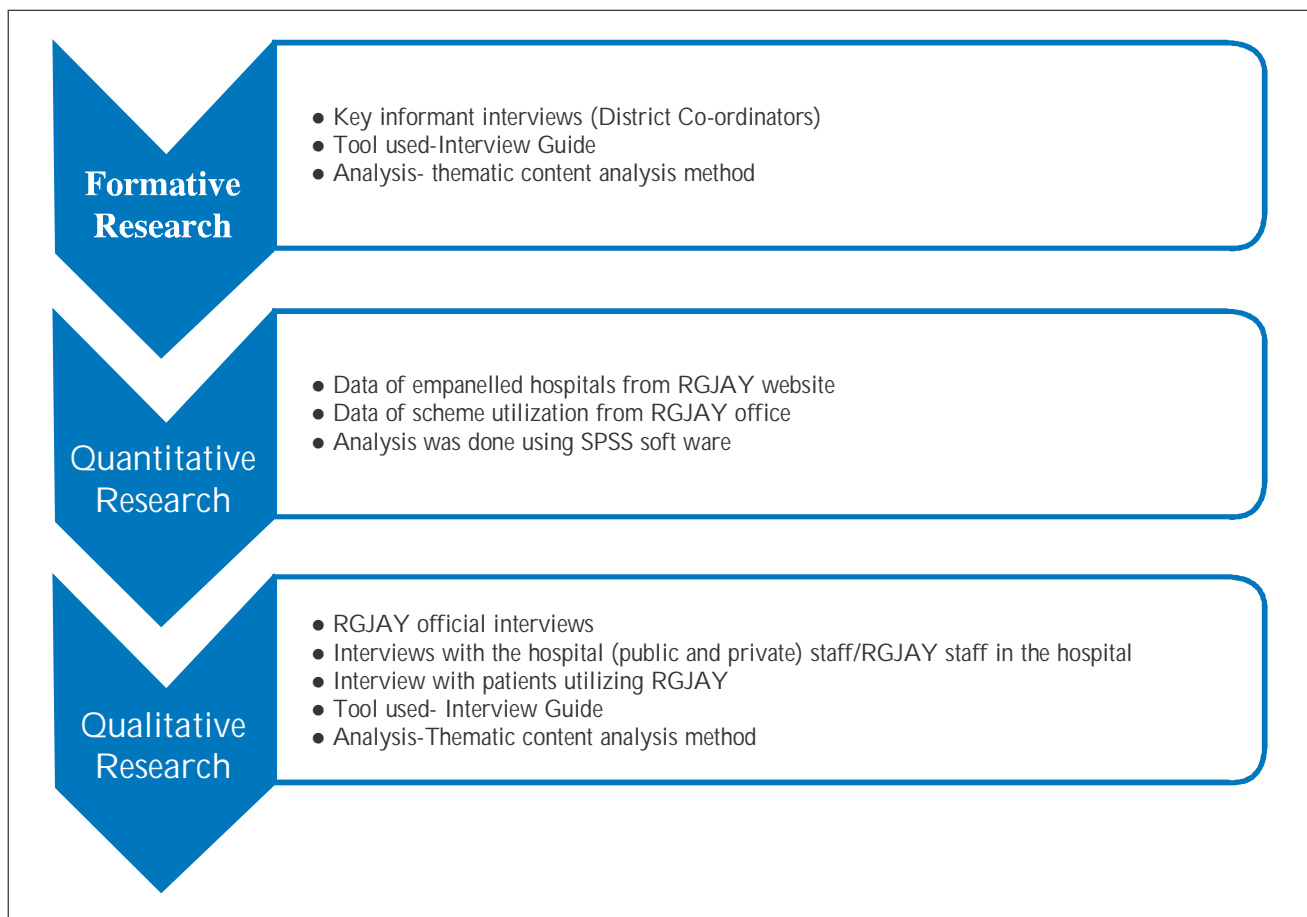 Formative
Research
● Key informant interviews (District Co-ordinators)
● Tool used-Interview Guide
● Analysis- thematic content analysis method
Quantitative
Research
● Data of empanelled hospitals from RGJAY website
● Data of scheme utilization from RGJAY office
● Analysis was done using SPSS soft ware
Qualitative
Research
● RGJAY official interviews
● Interviews with the hospital (public and private) staff/RGJAY staff in the hospital
● Interview with patients utilizing RGJAY
● Tool used- Interview Guide
● Analysis-Thematic content analysis method